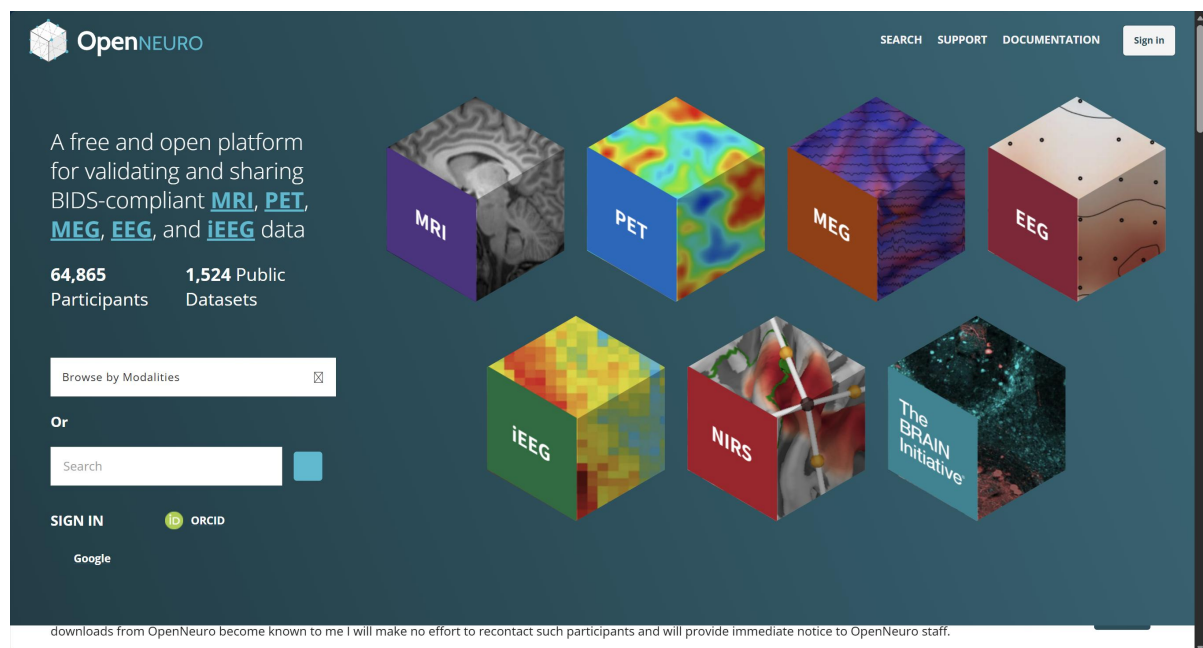 OpenNEURO
SEARCH SUPPORT DOCUMENTATION Sign in
A free and open platform
for validating and sharing
BIDS-compliant MRI, PET,
MEG, EEG, and iEEG data
64,865
Participants
1,524 Public
Datasets
Browse by Modalities
Or
Search
SIGN IN
iD ORCID
Google
MRI
PET
MEG
EEG
iEEG
NIRS
The
BRAIN
Initiative®
downloads from OpenNeuro become known to me I will make no effort to recontact such participants and will provide immediate notice to OpenNeuro staff.